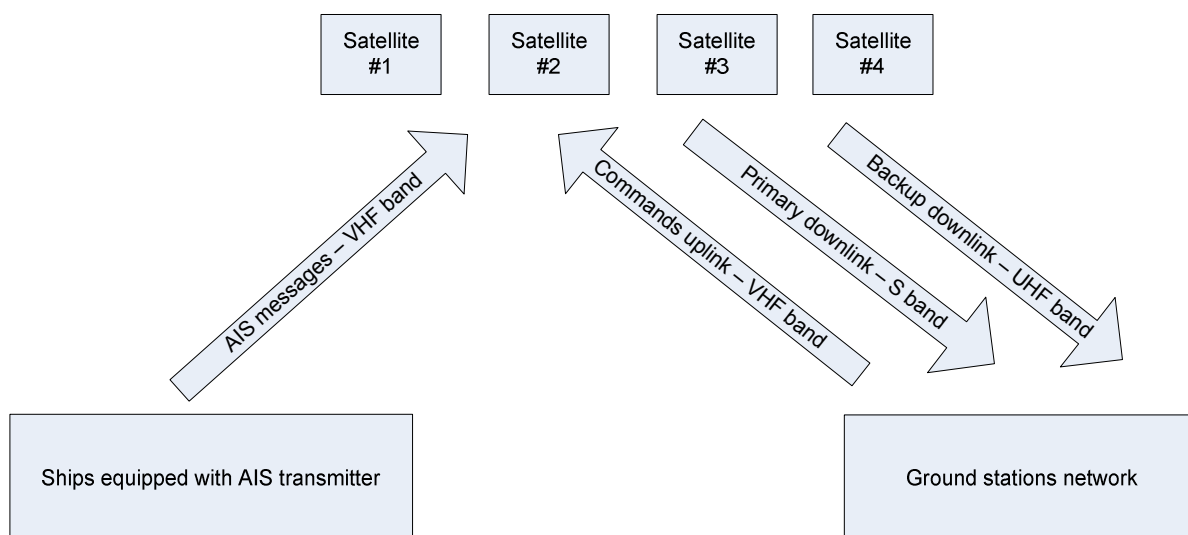 Satellite
#1
Satellite
#2
Satellite
#3
Satellite
#4
AIS messages – VHF band
Commands uplink – VHF band
Primary downlink – S band
Backup downlink – UHF band
Ships equipped with AIS transmitter
Ground stations network